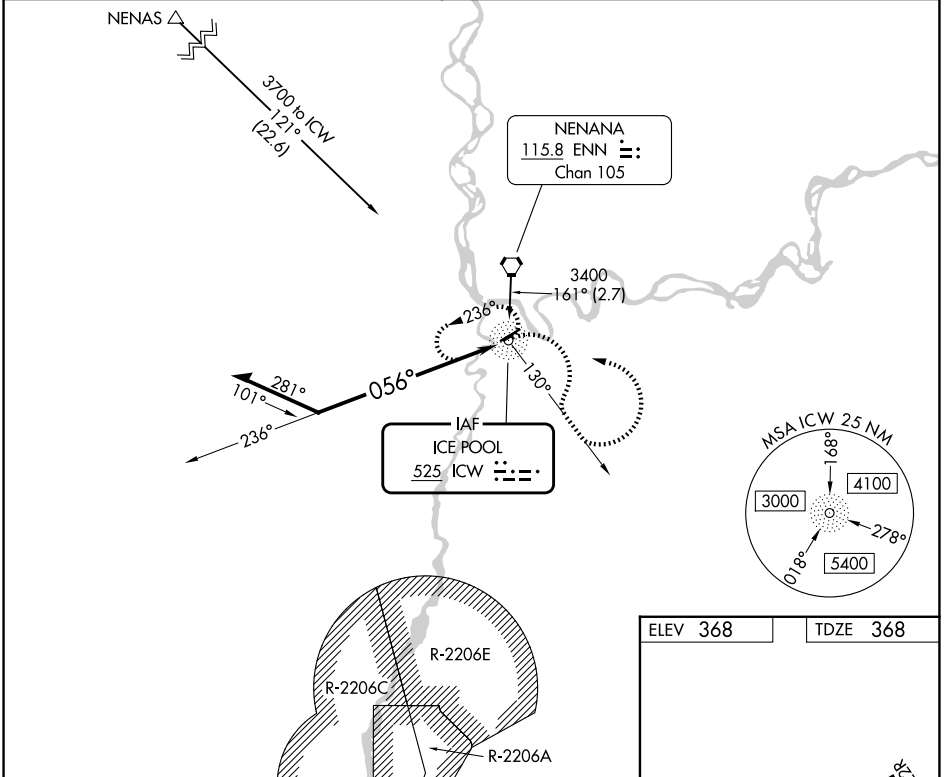 NENAS
3700 to ICW
121°
(22.6)
NENANA
115.8 ENN
Chan 105
3400
161° (2.7)
236°
056°
281°
101°
236°
130°
IAF
ICE POOL
525 ICW
MSA ICW 25 NM
168°
3000
4100
278°
018°
5400
R-2206E
R-2206C
R-2206A
ELEV 368
TDZE 368